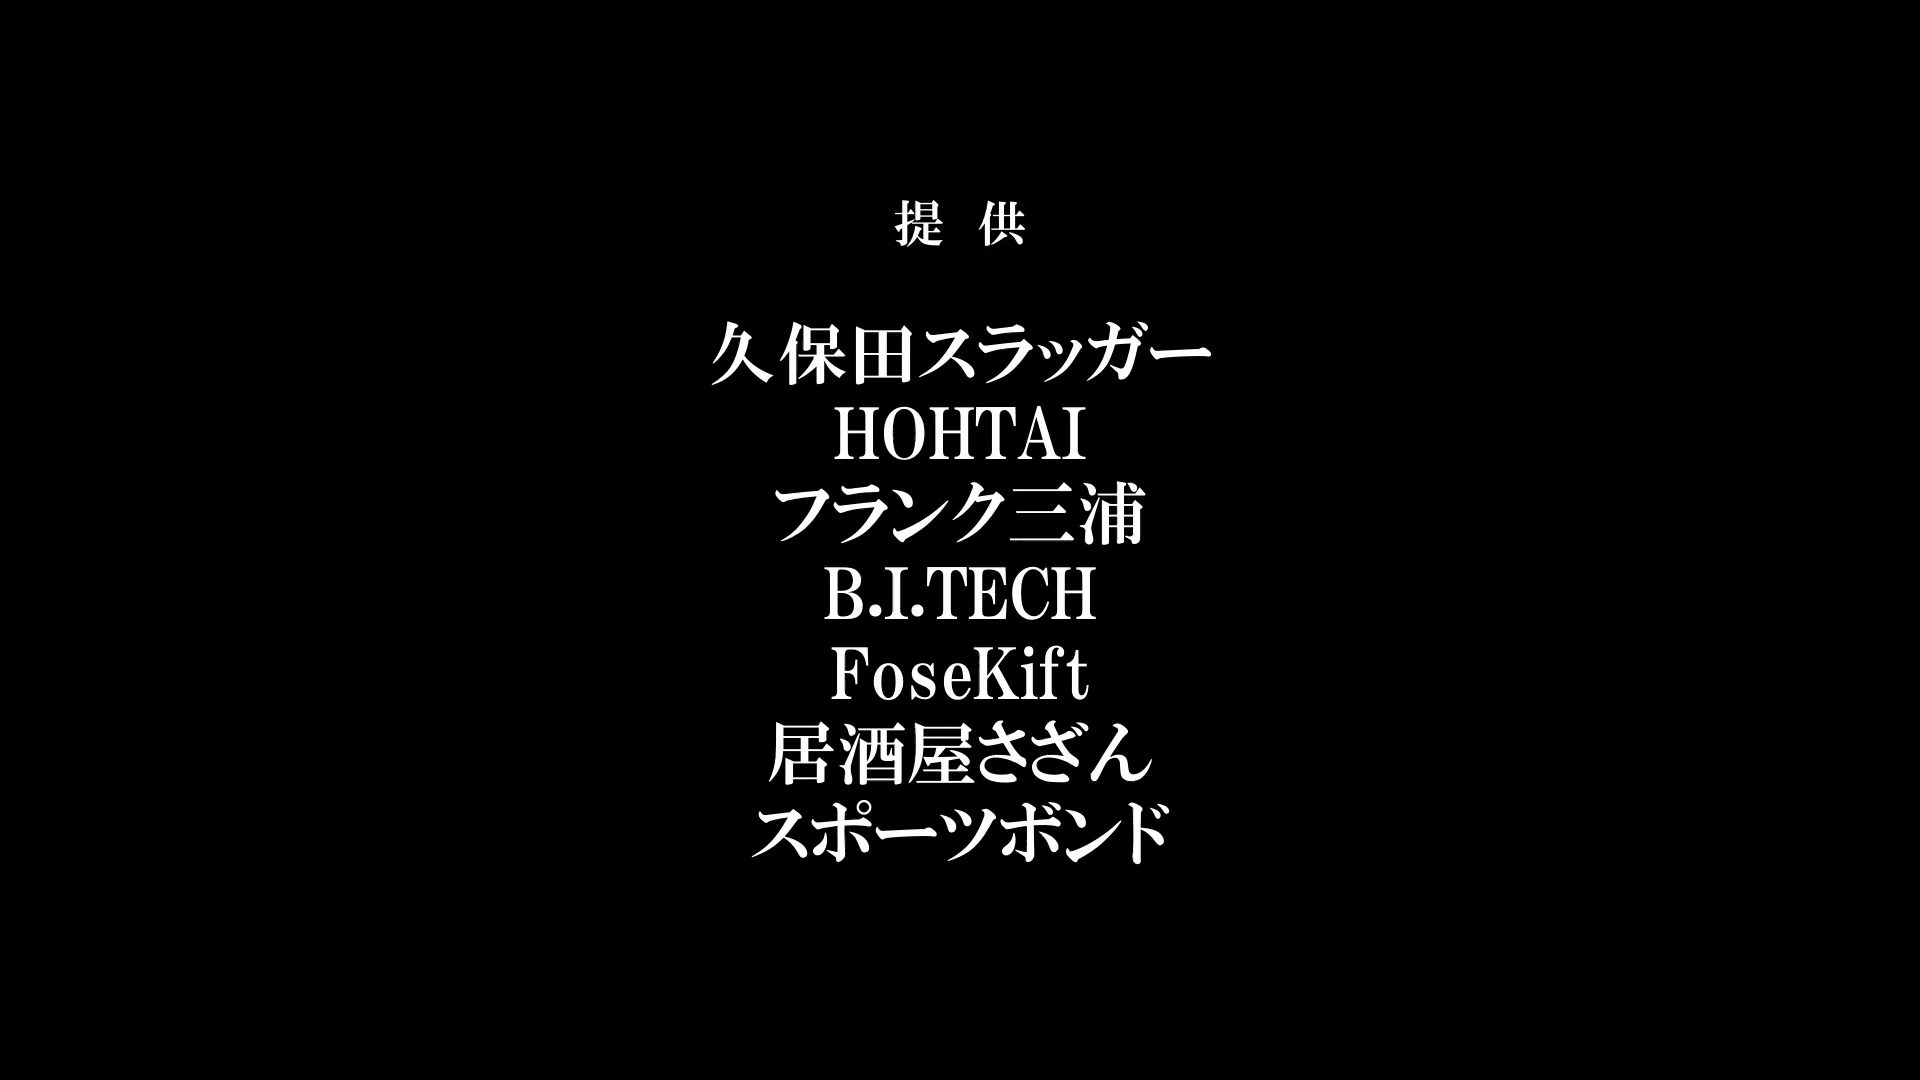 提 供
久保田スラッガー
HOHTAI
フランク三浦
B.I.TECH
FoseKift
居酒屋さざん
スポーツボンド